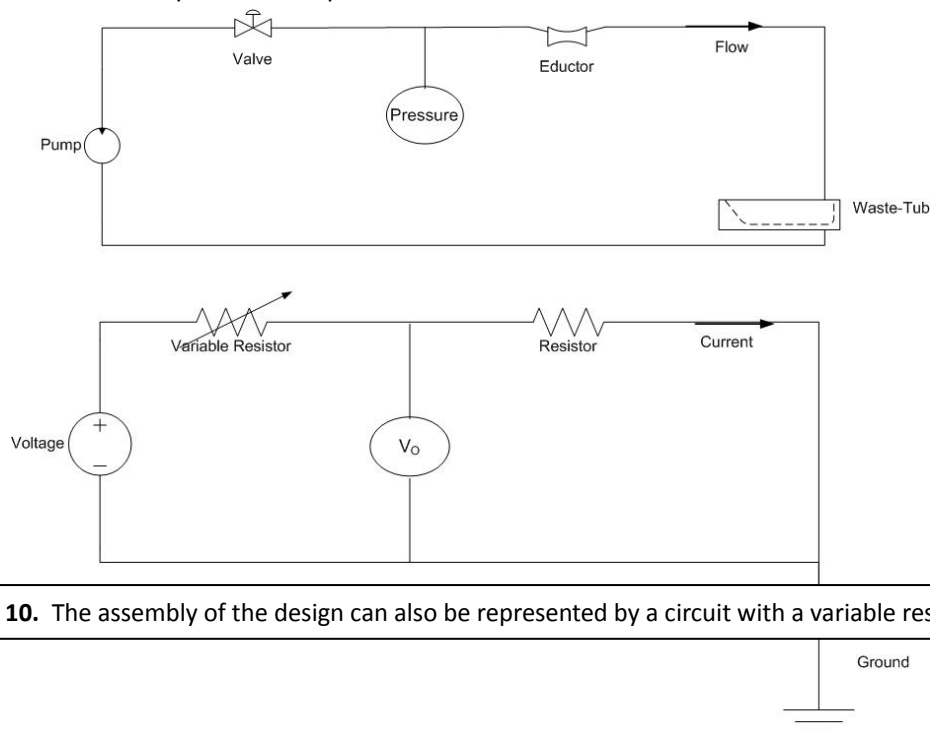 Valve
Flow
Eductor
Pressure
Pump
Waste-Tub
Variable Resistor
Resistor
Current
+
Voltage
VO
–
10. The assembly of the design can also be represented by a circuit with a variable res
Ground